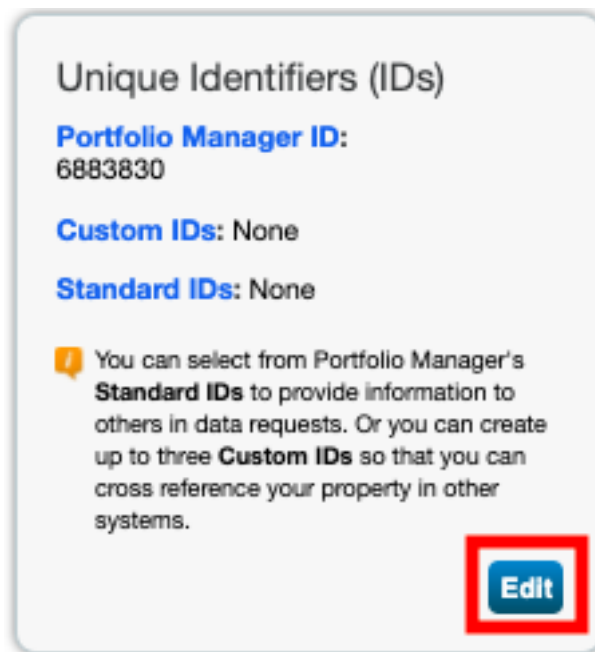 Unique Identifiers (IDs)
Portfolio Manager ID:
6883830
Custom IDs: None
Standard IDs: None
You can select from Portfolio Manager's
Standard IDs to provide information to
others in data requests. Or you can create
up to three Custom IDs so that you can
cross reference your property in other
systems.
Edit